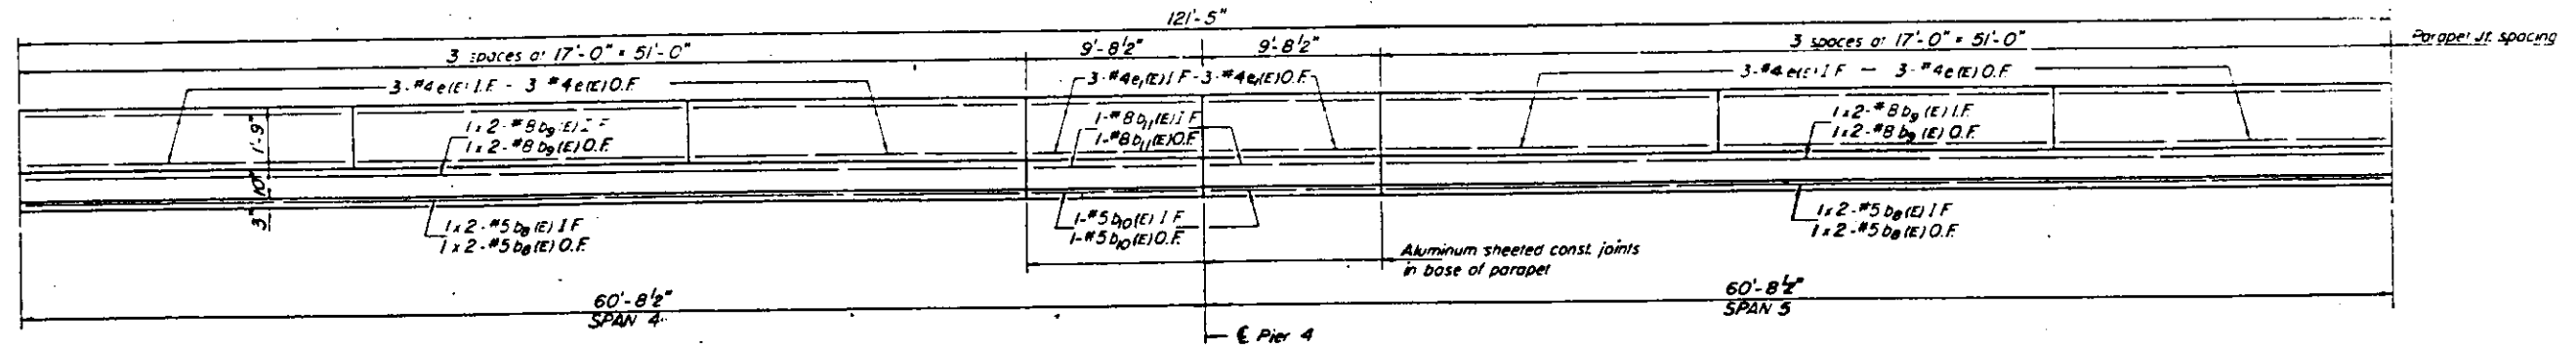 121'-5"
3 spaces at 17'-0" = 51'-0"
9'-8½"
9'-8½"
3 spaces at 17'-0" = 51'-0"
Parapet Jt. spacing
3-#4e(E) I.F. - 3 #4e(E) O.F.
3-#4e₁(E) I.F - 3-#4e₁(E) O.F.
3-#4e(E) I.F. - 3-#4e(E) O.F.
1'-9"
10"
3"
1x2-#8b₉(E) I.F
1x2-#8b₉(E) O.F.
1-#8b₁₁(E) I.F
1-#8b₁₁(E) O.F.
1x2-#8b₉(E) I.F.
1x2-#8b₉(E) O.F.
1x2-#5b₈(E) I.F
1x2-#5b₈(E) O.F.
1-#5b₁₀(E) I.F
1-#5b₁₀(E) O.F.
1x2-#5b₈(E) I.F
1x2-#5b₈(E) O.F.
Aluminum sheeted const. joints
in base of parapet
60'-8½"
SPAN 4
60'-8½"
SPAN 5
℄ Pier 4